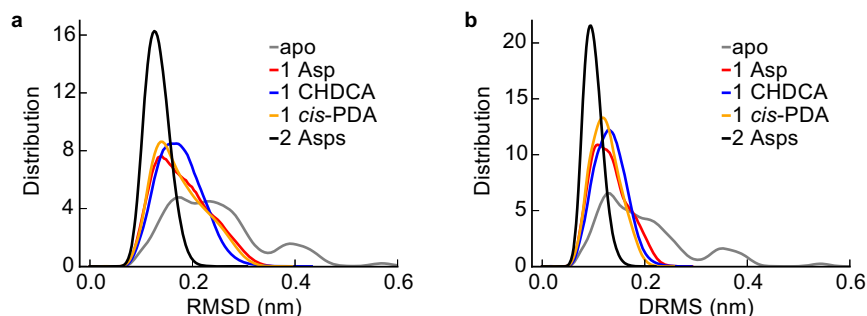 a
16
12
8
4
0
Distribution
apo
1 Asp
1 CHDCA
1 cis-PDA
2 Asps
0.0 0.2 0.4 0.6
RMSD (nm)
b
20
15
10
5
0
Distribution
apo
1 Asp
1 CHDCA
1 cis-PDA
2 Asps
0.0 0.2 0.4 0.6
DRMS (nm)